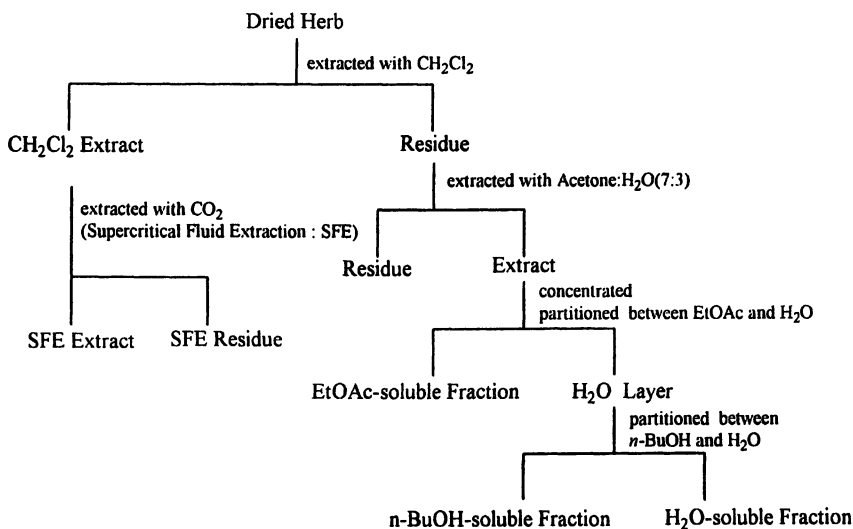 Dried Herb
extracted with CH₂Cl₂
CH₂Cl₂ Extract
Residue
extracted with Acetone:H₂O(7:3)
extracted with CO₂
(Supercritical Fluid Extraction : SFE)
Residue
Extract
concentrated
partitioned between EtOAc and H₂O
SFE Extract
SFE Residue
EtOAc-soluble Fraction
H₂O Layer
partitioned between
n-BuOH and H₂O
n-BuOH-soluble Fraction
H₂O-soluble Fraction